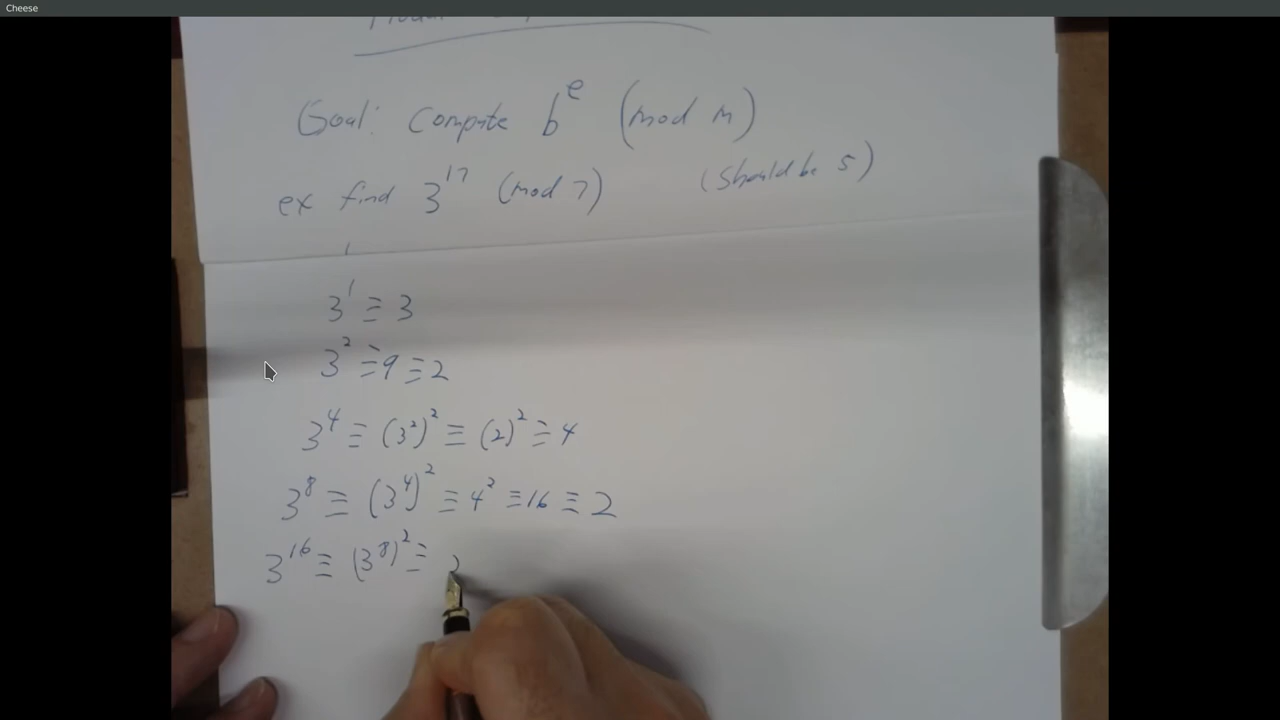 Cheese
Goal: Compute b^e (mod m)
ex find 3^17 (mod 7) (should be 5)
3^1 ≡ 3
3^2 ≡ 9 ≡ 2
3^4 ≡ (3^2)^2 ≡ (2)^2 ≡ 4
3^8 ≡ (3^4)^2 ≡ 4^2 ≡ 16 ≡ 2
3^16 ≡ (3^8)^2 ≡